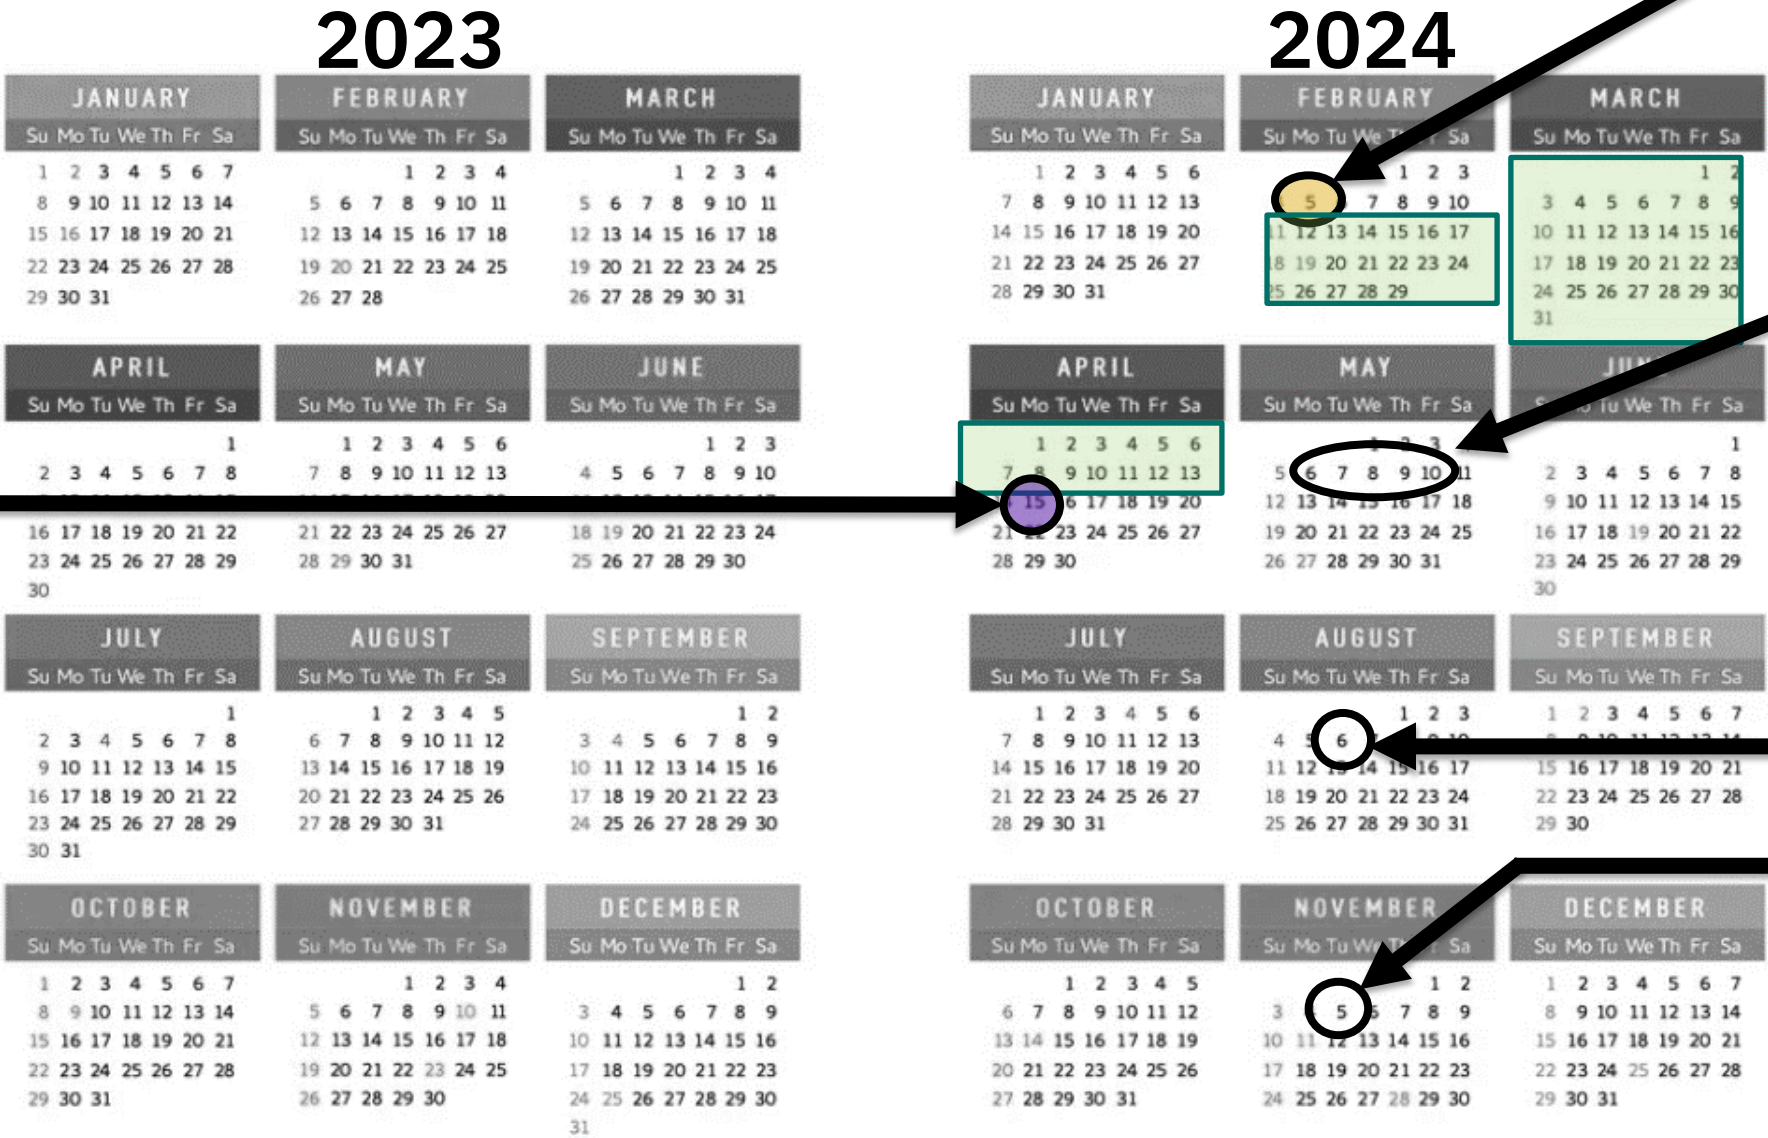 2023
JANUARY FEBRUARY MARCH
Su Mo Tu We Th Fr Sa Su Mo Tu We Th Fr Sa Su Mo Tu We Th Fr Sa
1 2 3 4 5 6 7 1 2 3 4 1 2 3 4
8 9 10 11 12 13 14 5 6 7 8 9 10 11 5 6 7 8 9 10 11
15 16 17 18 19 20 21 12 13 14 15 16 17 18 12 13 14 15 16 17 18
22 23 24 25 26 27 28 19 20 21 22 23 24 25 19 20 21 22 23 24 25
29 30 31 26 27 28 26 27 28 29 30 31
APRIL MAY JUNE
Su Mo Tu We Th Fr Sa Su Mo Tu We Th Fr Sa Su Mo Tu We Th Fr Sa
1 1 2 3 4 5 6 1 2 3
2 3 4 5 6 7 8 7 8 9 10 11 12 13 4 5 6 7 8 9 10
16 17 18 19 20 21 22 21 22 23 24 25 26 27 18 19 20 21 22 23 24
23 24 25 26 27 28 29 28 29 30 31 25 26 27 28 29 30
30
JULY AUGUST SEPTEMBER
Su Mo Tu We Th Fr Sa Su Mo Tu We Th Fr Sa Su Mo Tu We Th Fr Sa
1 1 2 3 4 5 1 2
2 3 4 5 6 7 8 6 7 8 9 10 11 12 3 4 5 6 7 8 9
9 10 11 12 13 14 15 13 14 15 16 17 18 19 10 11 12 13 14 15 16
16 17 18 19 20 21 22 20 21 22 23 24 25 26 17 18 19 20 21 22 23
23 24 25 26 27 28 29 27 28 29 30 31 24 25 26 27 28 29 30
30 31
OCTOBER NOVEMBER DECEMBER
Su Mo Tu We Th Fr Sa Su Mo Tu We Th Fr Sa Su Mo Tu We Th Fr Sa
1 2 3 4 5 6 7 1 2 3 4 1 2
8 9 10 11 12 13 14 5 6 7 8 9 10 11 3 4 5 6 7 8 9
15 16 17 18 19 20 21 12 13 14 15 16 17 18 10 11 12 13 14 15 16
22 23 24 25 26 27 28 19 20 21 22 23 24 25 17 18 19 20 21 22 23
29 30 31 26 27 28 29 30 24 25 26 27 28 29 30
31
2024
JANUARY FEBRUARY MARCH
Su Mo Tu We Th Fr Sa Su Mo Tu We Th Fr Sa Su Mo Tu We Th Fr Sa
1 2 3 4 5 6 1 2 3 1 2
7 8 9 10 11 12 13 5 7 8 9 10 3 4 5 6 7 8 9
14 15 16 17 18 19 20 11 12 13 14 15 16 17 10 11 12 13 14 15 16
21 22 23 24 25 26 27 18 19 20 21 22 23 24 17 18 19 20 21 22 23
28 29 30 31 25 26 27 28 29 24 25 26 27 28 29 30
31
APRIL MAY JUNE
Su Mo Tu We Th Fr Sa Su Mo Tu We Th Fr Sa Su Mo Tu We Th Fr Sa
1 2 3 4 5 6 1 2 3 1
7 8 9 10 11 12 13 5 6 7 8 9 10 11 2 3 4 5 6 7 8
15 16 17 18 19 20 12 13 14 15 16 17 18 9 10 11 12 13 14 15
21 22 23 24 25 26 27 19 20 21 22 23 24 25 16 17 18 19 20 21 22
28 29 30 26 27 28 29 30 31 23 24 25 26 27 28 29
30
JULY AUGUST SEPTEMBER
Su Mo Tu We Th Fr Sa Su Mo Tu We Th Fr Sa Su Mo Tu We Th Fr Sa
1 2 3 4 5 6 1 2 3 1 2 3 4 5 6 7
7 8 9 10 11 12 13 4 6
14 15 16 17 18 19 20 11 12 13 14 15 16 17 15 16 17 18 19 20 21
21 22 23 24 25 26 27 18 19 20 21 22 23 24 22 23 24 25 26 27 28
28 29 30 31 25 26 27 28 29 30 31 29 30
OCTOBER NOVEMBER DECEMBER
Su Mo Tu We Th Fr Sa Su Mo Tu We Th Fr Sa Su Mo Tu We Th Fr Sa
1 2 3 4 5 1 2 1 2 3 4 5 6 7
6 7 8 9 10 11 12 3 5 6 7 8 9 8 9 10 11 12 13 14
13 14 15 16 17 18 19 10 11 12 13 14 15 16 15 16 17 18 19 20 21
20 21 22 23 24 25 26 17 18 19 20 21 22 23 22 23 24 25 26 27 28
27 28 29 30 31 24 25 26 27 28 29 30 29 30 31